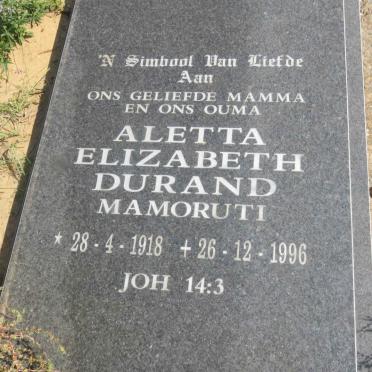 'N Simbool Van Liefde
Aan
ONS GELIEFDE MAMMA
EN ONS OUMA
ALETTA
ELIZABETH
DURAND
MAMORUTI
* 28 - 4 - 1918 + 26 - 12 - 1996
JOH 14:3